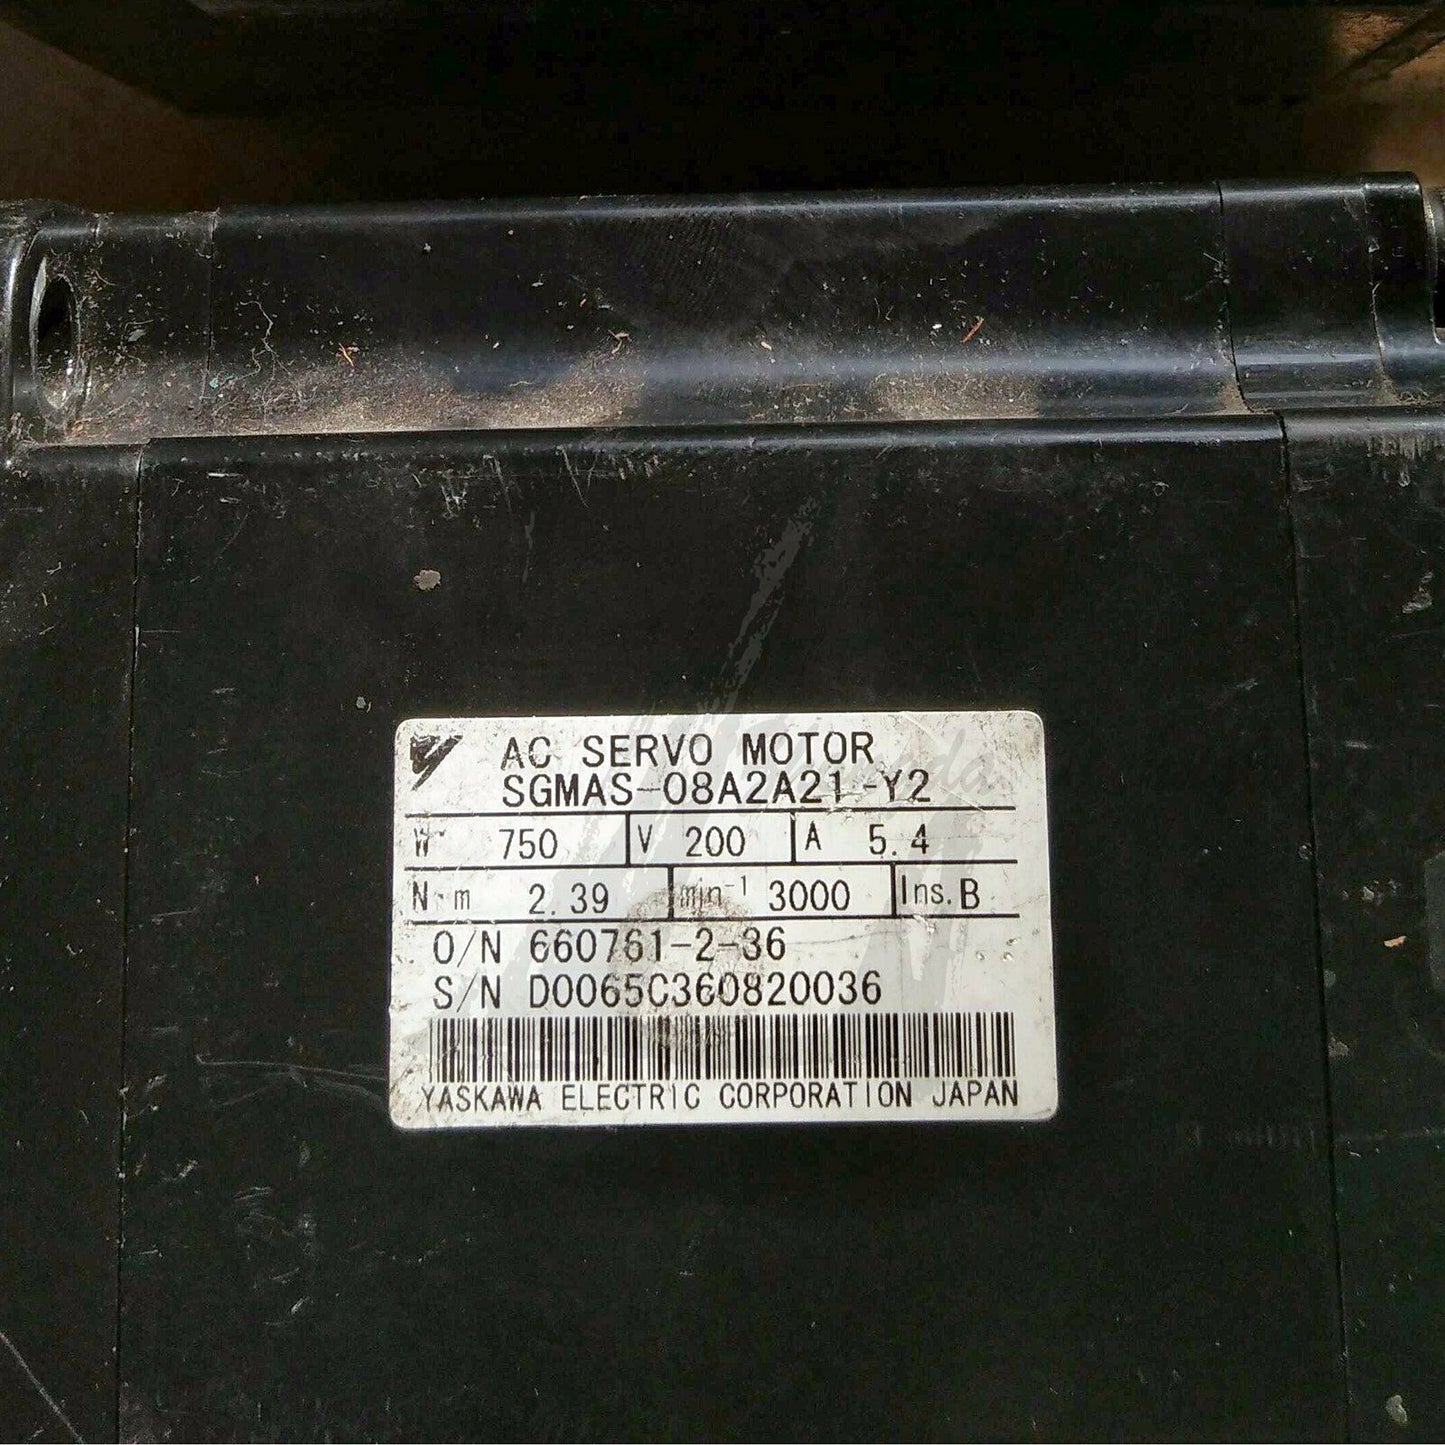 AC SERVO MOTOR
SGMAS-08A2A21-Y2
W 750 V 200 A 5.4
N·m 2.39 min-1 3000 Ins. B
O/N 660761-2-36
S/N D0065C360820036
YASKAWA ELECTRIC CORPORATION JAPAN